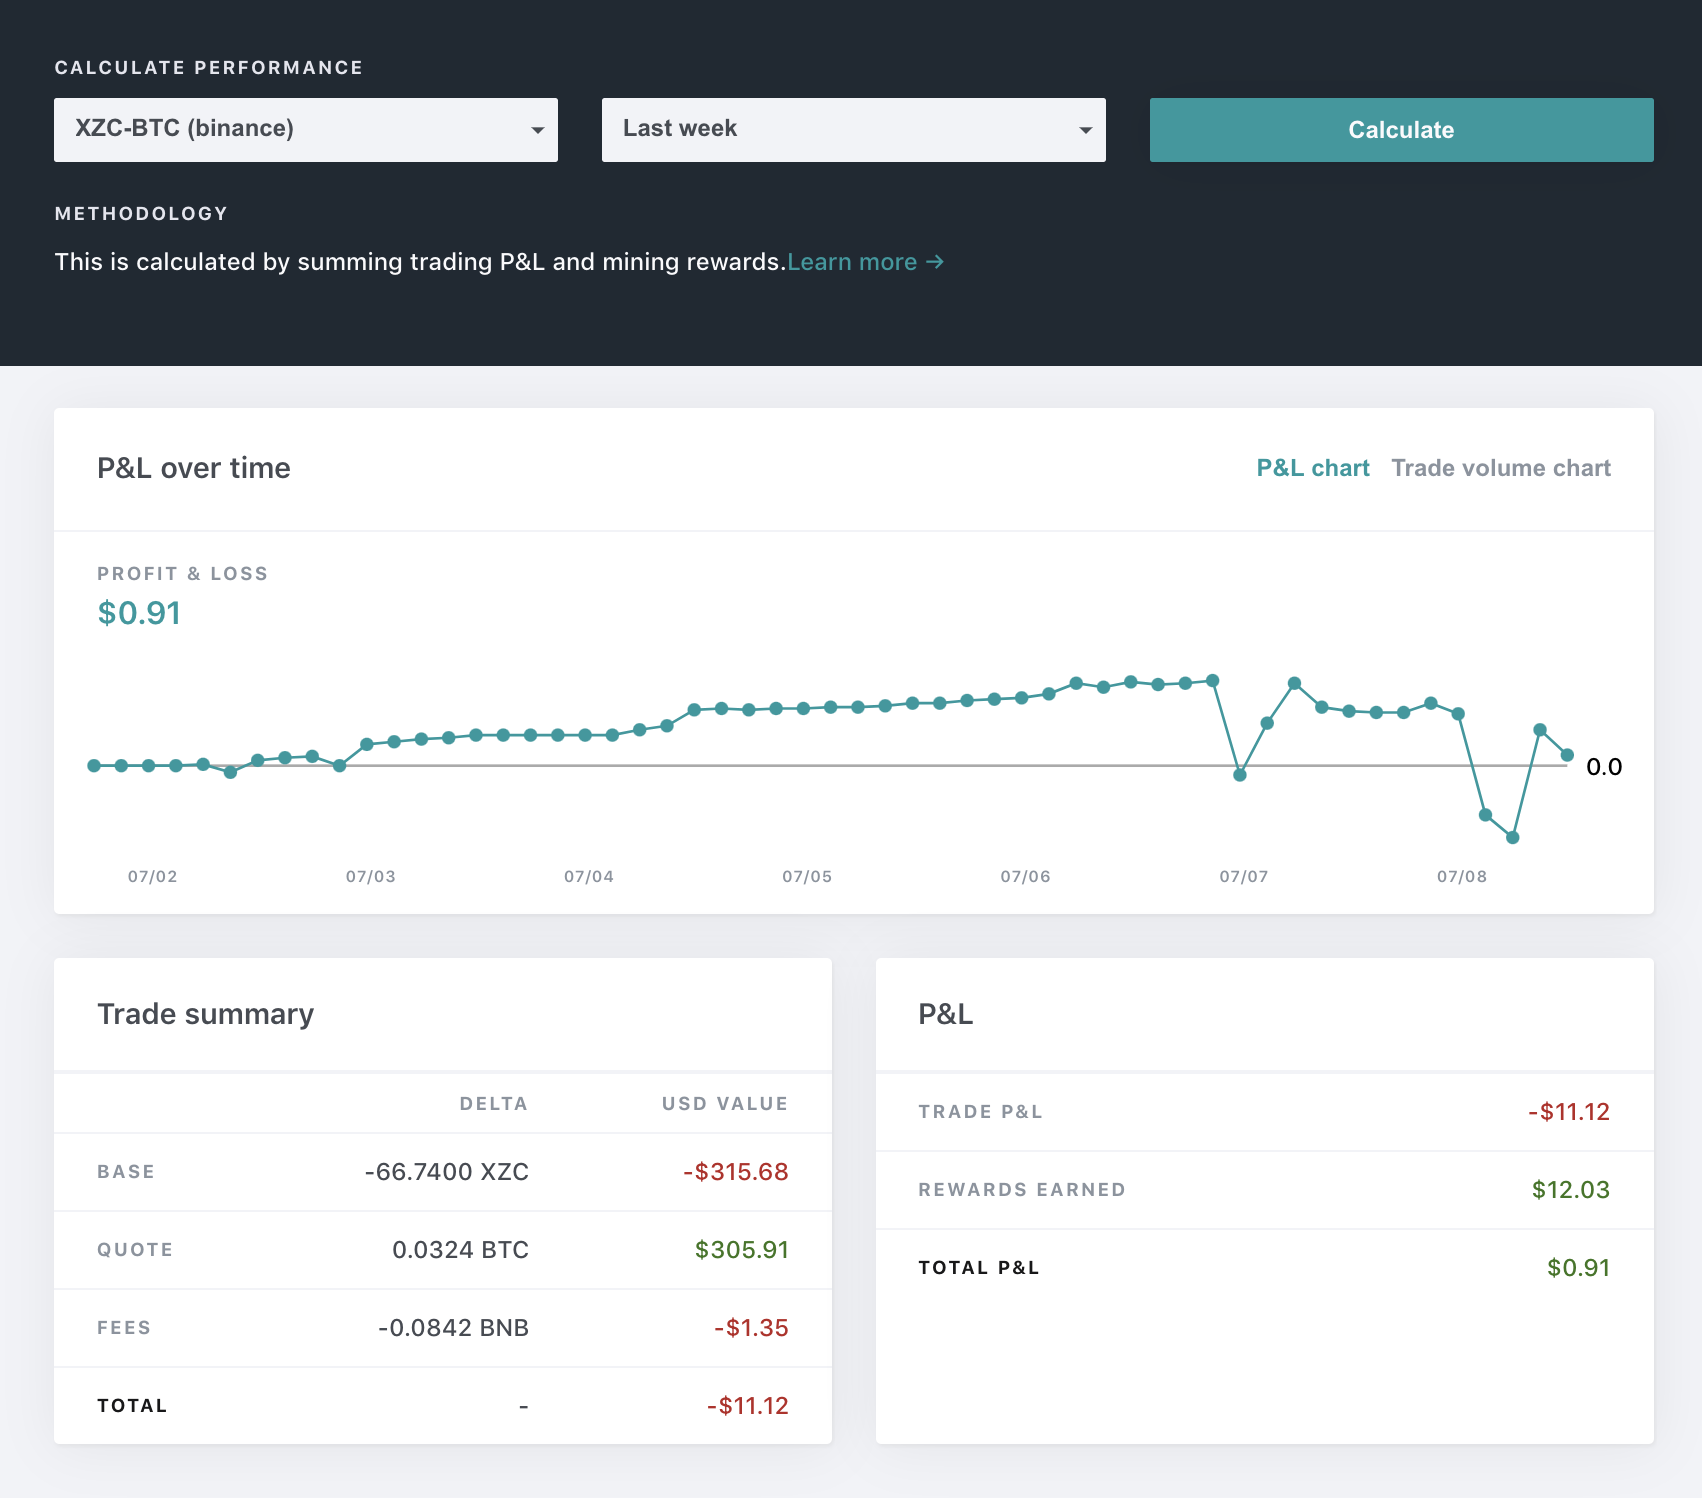 CALCULATE PERFORMANCE
XZC-BTC (binance) Last week Calculate
METHODOLOGY
This is calculated by summing trading P&L and mining rewards.Learn more →
P&L over time P&L chart Trade volume chart
PROFIT & LOSS
$0.91
0.0
07/02 07/03 07/04 07/05 07/06 07/07 07/08
Trade summary
DELTA USD VALUE
BASE -66.7400 XZC -$315.68
QUOTE 0.0324 BTC $305.91
FEES -0.0842 BNB -$1.35
TOTAL - -$11.12
P&L
TRADE P&L -$11.12
REWARDS EARNED $12.03
TOTAL P&L $0.91